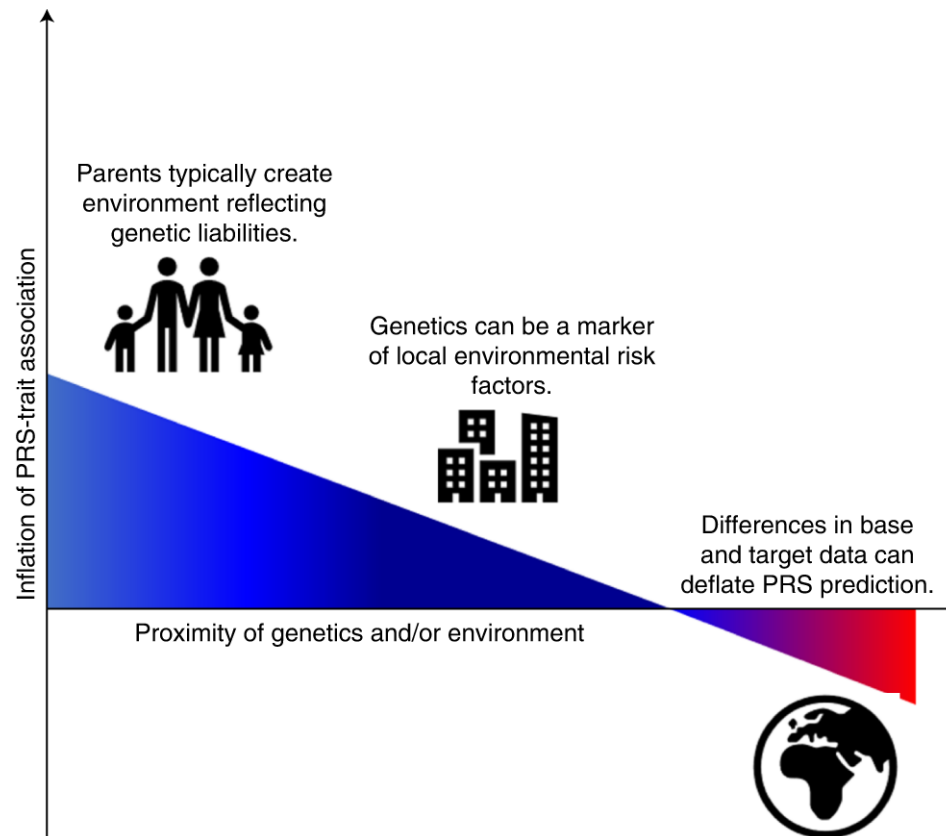 Parents typically create
environment reflecting
genetic liabilities.
Genetics can be a marker
of local environmental risk
factors.
Inflation of PRS-trait association
Differences in base
and target data can
deflate PRS prediction.
Proximity of genetics and/or environment